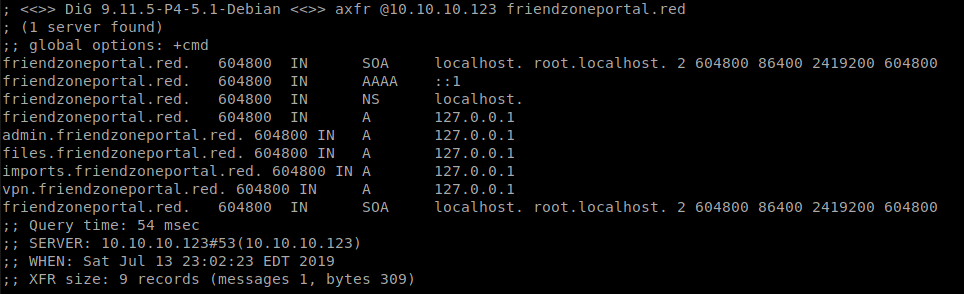 ; <<>> DiG 9.11.5-P4-5.1-Debian <<>> axfr @10.10.10.123 friendzoneportal.red
; (1 server found)
;; global options: +cmd
friendzoneportal.red. 604800 IN SOA localhost. root.localhost. 2 604800 86400 2419200 604800
friendzoneportal.red. 604800 IN AAAA ::1
friendzoneportal.red. 604800 IN NS localhost.
friendzoneportal.red. 604800 IN A 127.0.0.1
admin.friendzoneportal.red. 604800 IN A 127.0.0.1
files.friendzoneportal.red. 604800 IN A 127.0.0.1
imports.friendzoneportal.red. 604800 IN A 127.0.0.1
vpn.friendzoneportal.red. 604800 IN A 127.0.0.1
friendzoneportal.red. 604800 IN SOA localhost. root.localhost. 2 604800 86400 2419200 604800
;; Query time: 54 msec
;; SERVER: 10.10.10.123#53(10.10.10.123)
;; WHEN: Sat Jul 13 23:02:23 EDT 2019
;; XFR size: 9 records (messages 1, bytes 309)